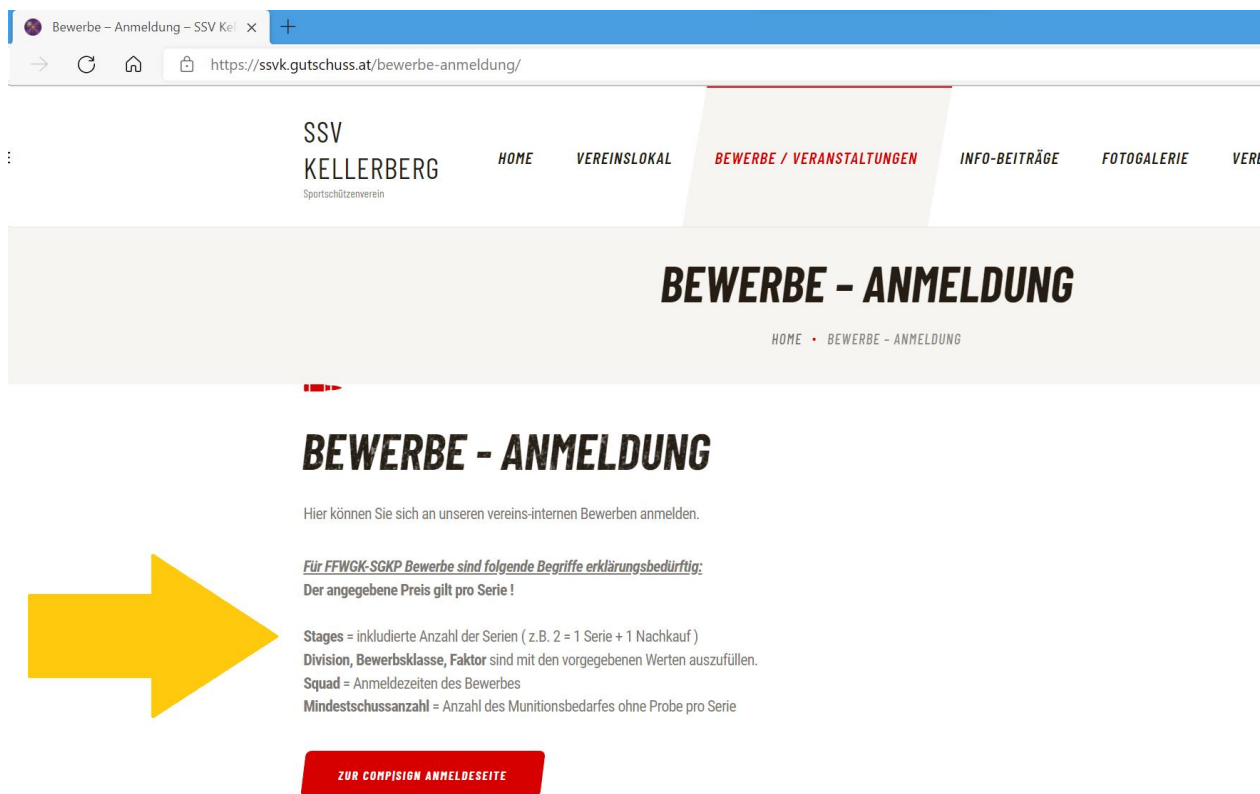 Bewerbe – Anmeldung – SSV Kel
https://ssvk.gutschuss.at/bewerbe-anmeldung/
SSV
KELLERBERG
Sportschützenverein
HOME VEREINSLOKAL BEWERBE / VERANSTALTUNGEN INFO-BEITRÄGE FOTOGALERIE VERE
BEWERBE – ANMELDUNG
HOME • BEWERBE – ANMELDUNG
BEWERBE - ANMELDUNG
Hier können Sie sich an unseren vereins-internen Bewerben anmelden.
Für FFWGK-SGKP Bewerbe sind folgende Begriffe erklärungsbedürftig:
Der angegebene Preis gilt pro Serie !
Stages = inkludierte Anzahl der Serien ( z.B. 2 = 1 Serie + 1 Nachkauf )
Division, Bewerbsklasse, Faktor sind mit den vorgegebenen Werten auszufüllen.
Squad = Anmeldezeiten des Bewerbes
Mindestschussanzahl = Anzahl des Munitionsbedarfes ohne Probe pro Serie
ZUR COMP|SIGN ANMELDESEITE